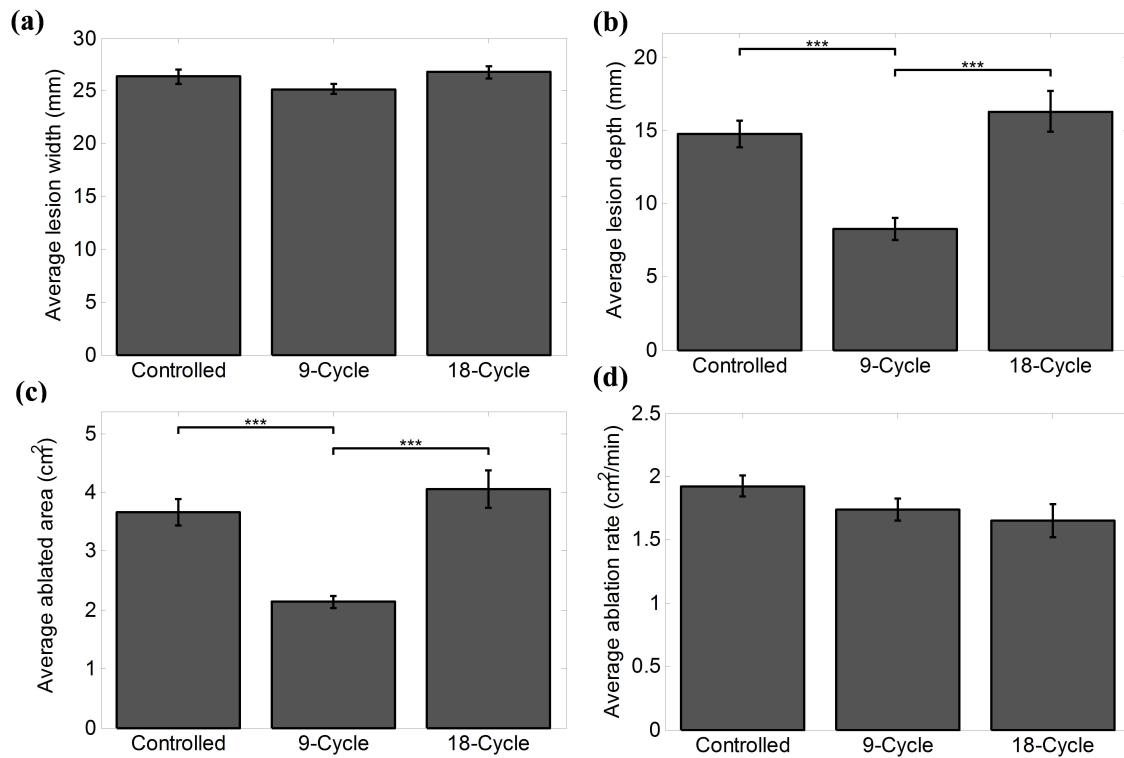 (a)
30
25
20
15
10
5
0
Average lesion width (mm)
Controlled 9-Cycle 18-Cycle
(b)
20
15
10
5
0
Average lesion depth (mm)
***
***
Controlled 9-Cycle 18-Cycle
(c)
5
4
3
2
1
0
Average ablated area (cm²)
***
***
Controlled 9-Cycle 18-Cycle
(d)
2.5
2
1.5
1
0.5
0
Average ablation rate (cm²/min)
Controlled 9-Cycle 18-Cycle